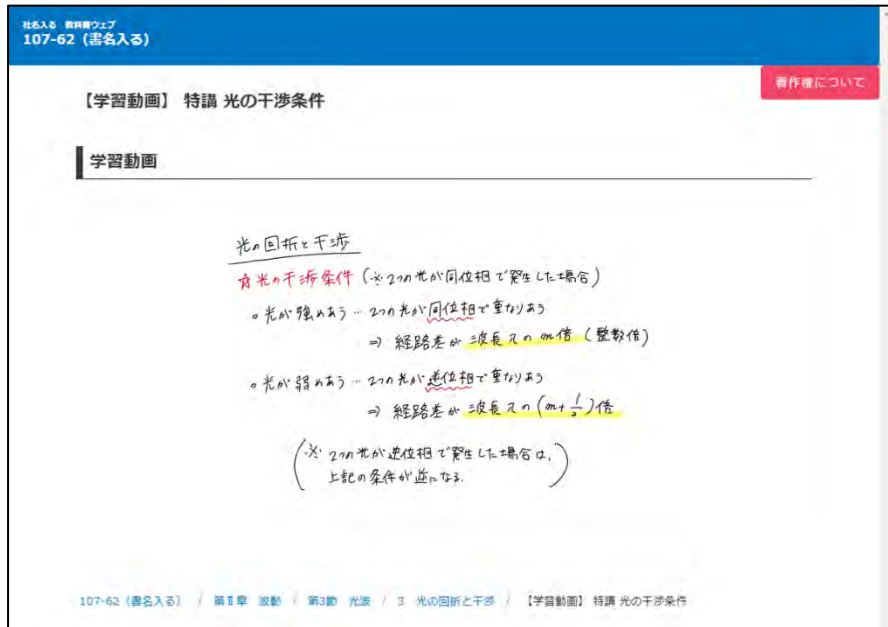 社名入る 教科書ウェブ
107-62（書名入る）
著作権について
【学習動画】 特講 光の干渉条件
学習動画
光の回折と干渉
☆光の干渉条件（※2つの光が同位相で発生した場合）
。光が強めあう…2つの光が同位相で重なりあう
⇒ 経路差が波長λのm倍（整数倍）
。光が弱めあう…2つの光が逆位相で重なりあう
⇒ 経路差が波長λの(m+1/2)倍
(※ 2つの光が逆位相で発生した場合は、
上記の条件が逆になる.)
107-62（書名入る） / 第Ⅱ章 波動 / 第3節 光波 / 3 光の回折と干渉 / 【学習動画】 特講 光の干渉条件